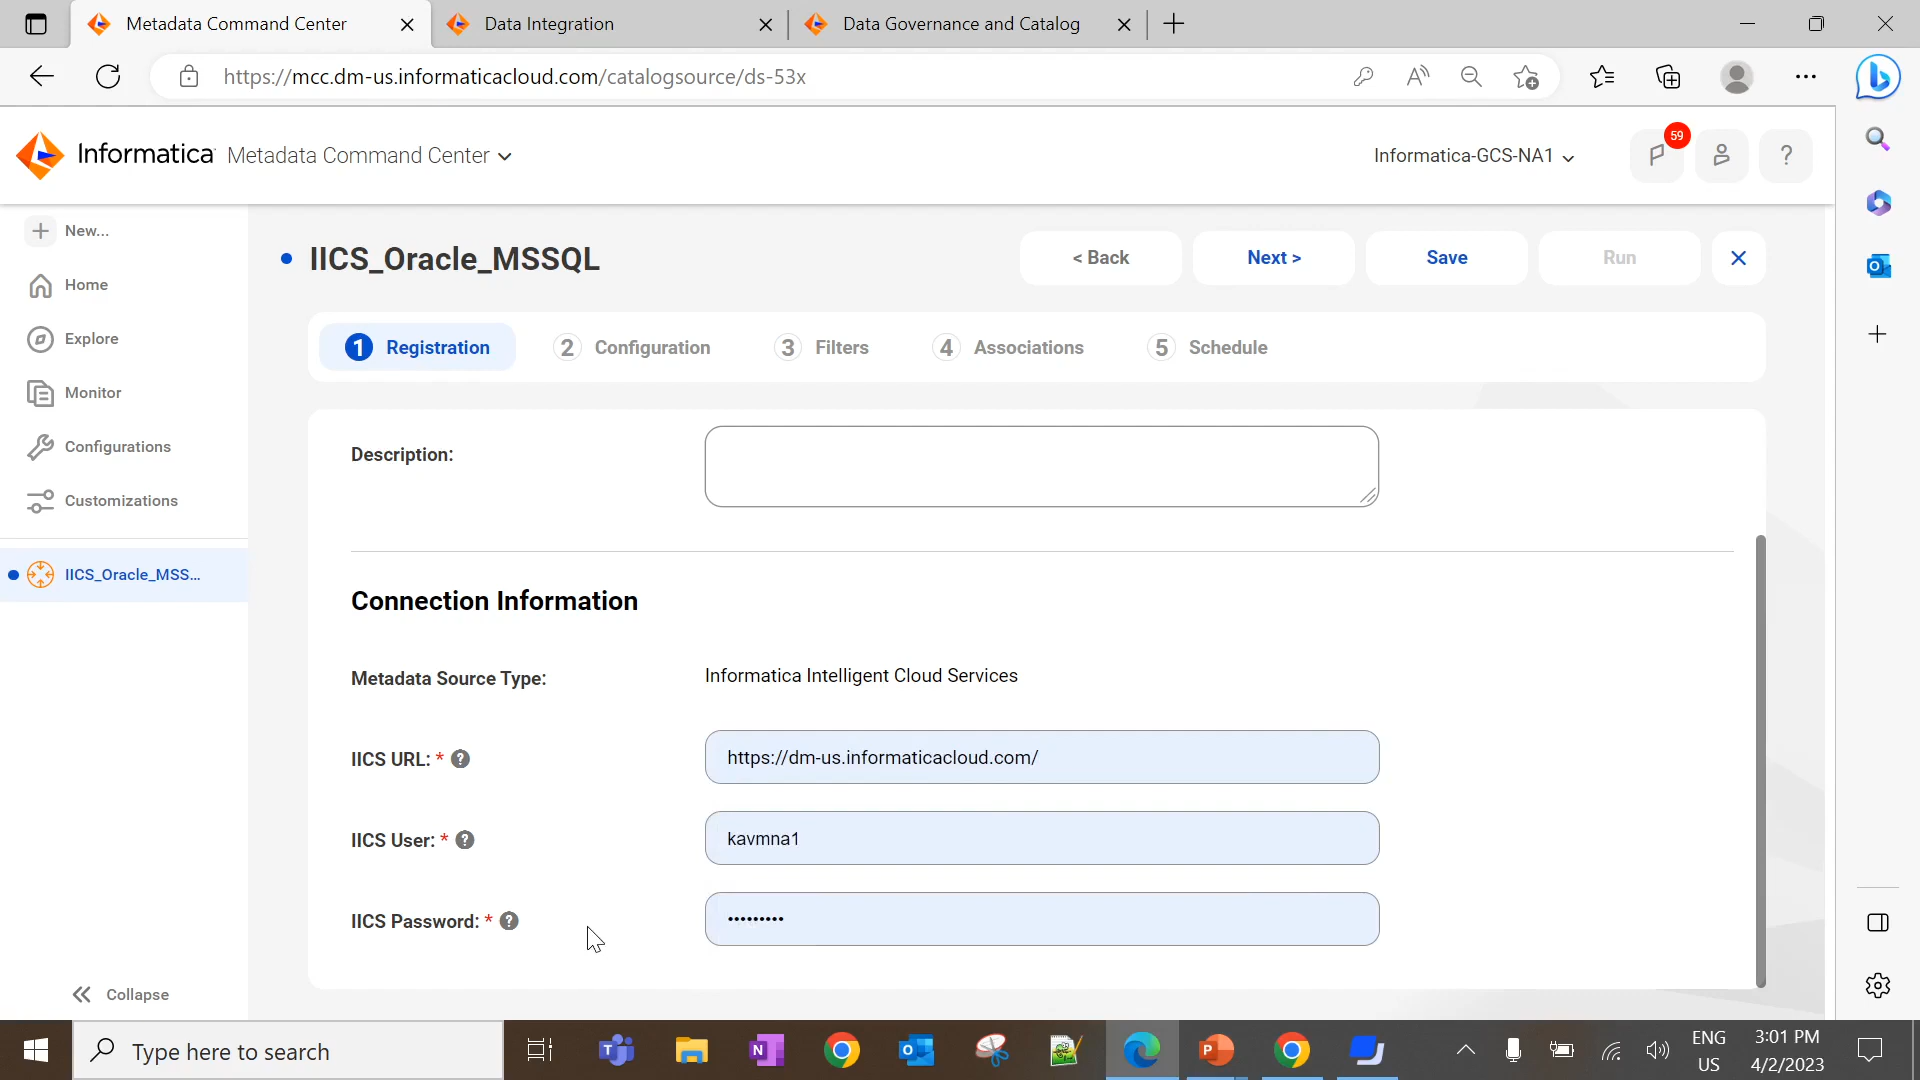 Metadata Command Center
Data Integration
Data Governance and Catalog
https://mcc.dm-us.informaticacloud.com/catalogsource/ds-53x
Informatica Metadata Command Center
Informatica-GCS-NA1
59
?
New...
Home
Explore
Monitor
Configurations
Customizations
IICS_Oracle_MSS...
Collapse
IICS_Oracle_MSSQL
< Back
Next >
Save
Run
1 Registration
2 Configuration
3 Filters
4 Associations
5 Schedule
Description:
Connection Information
Metadata Source Type:
Informatica Intelligent Cloud Services
IICS URL: * ?
https://dm-us.informaticacloud.com/
IICS User: * ?
kavmna1
IICS Password: * ?
•••••••••
Type here to search
ENG
US
3:01 PM
4/2/2023